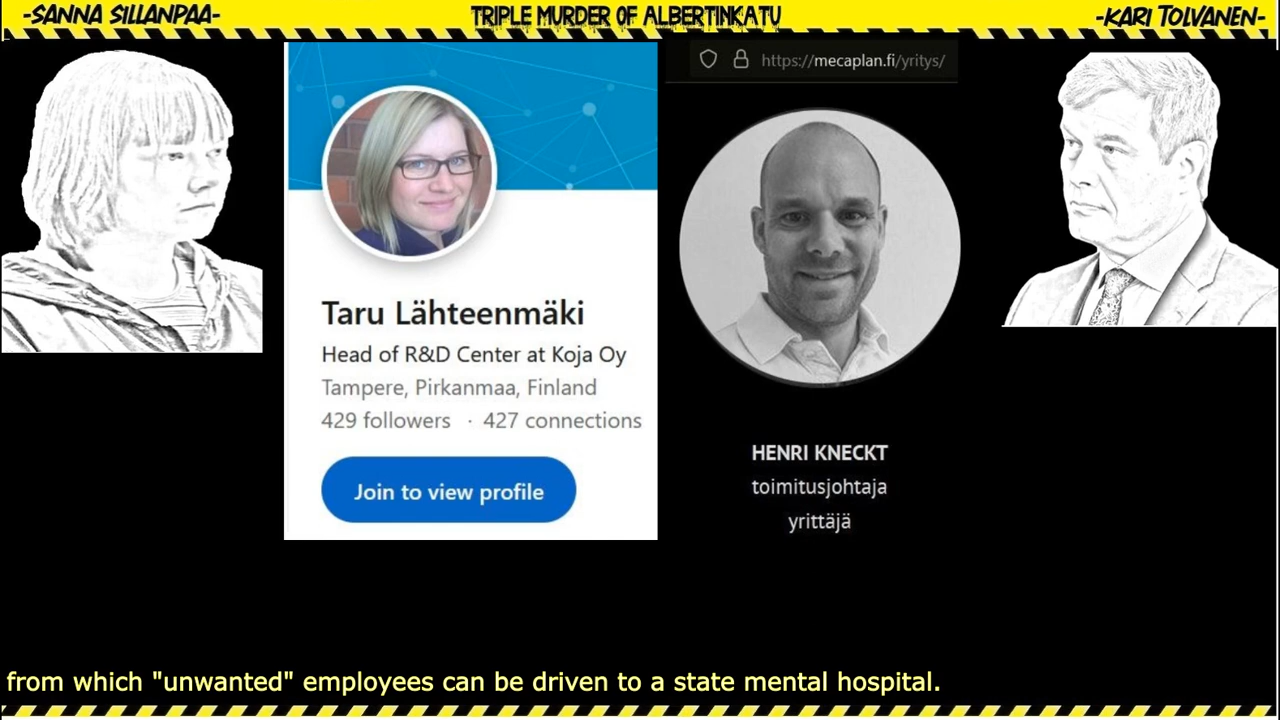 -SANNA SILLANPAA-
TRIPLE MURDER OF ALBERTINKATU
-KARI TOLVANEN-
https://mecaplan.fi/yritys/
Taru Lähteenmäki
Head of R&D Center at Koja Oy
Tampere, Pirkanmaa, Finland
429 followers · 427 connections
Join to view profile
HENRI KNECKT
toimitusjohtaja
yrittäjä
from which "unwanted" employees can be driven to a state mental hospital.